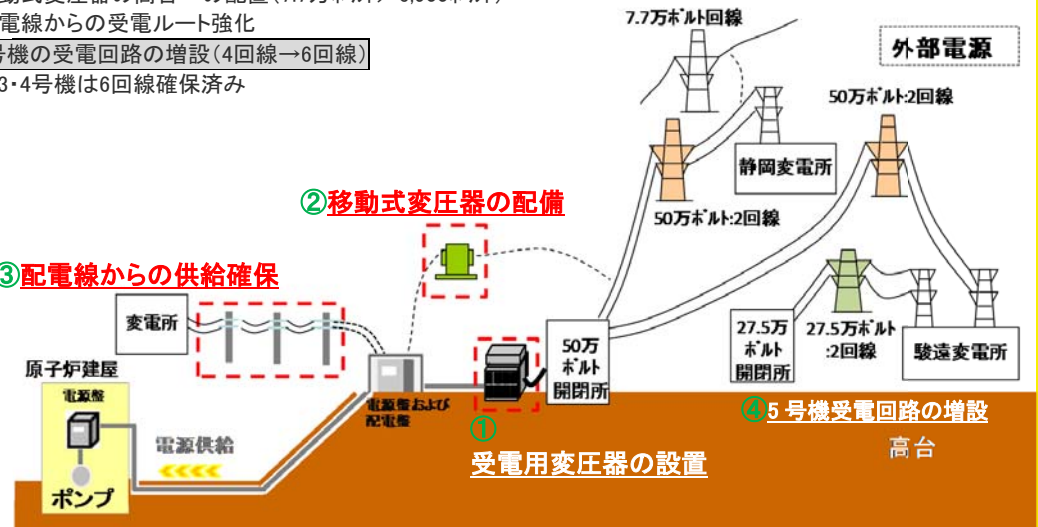 電線からの受電ルート強化
号機の受電回路の増設(4回線→6回線)
3・4号機は6回線確保済み
7.7万ボルト回線
外部電源
50万ボルト:2回線
静岡変電所
50万ボルト:2回線
②移動式変圧器の配備
③配電線からの供給確保
変電所
50万
ボルト
開閉所
27.5万
ボルト
開閉所
27.5万ボルト
:2回線
駿遠変電所
原子炉建屋
電源盤
電源盤および
配電盤
電源供給
ポンプ
①
受電用変圧器の設置
④5号機受電回路の増設
高台